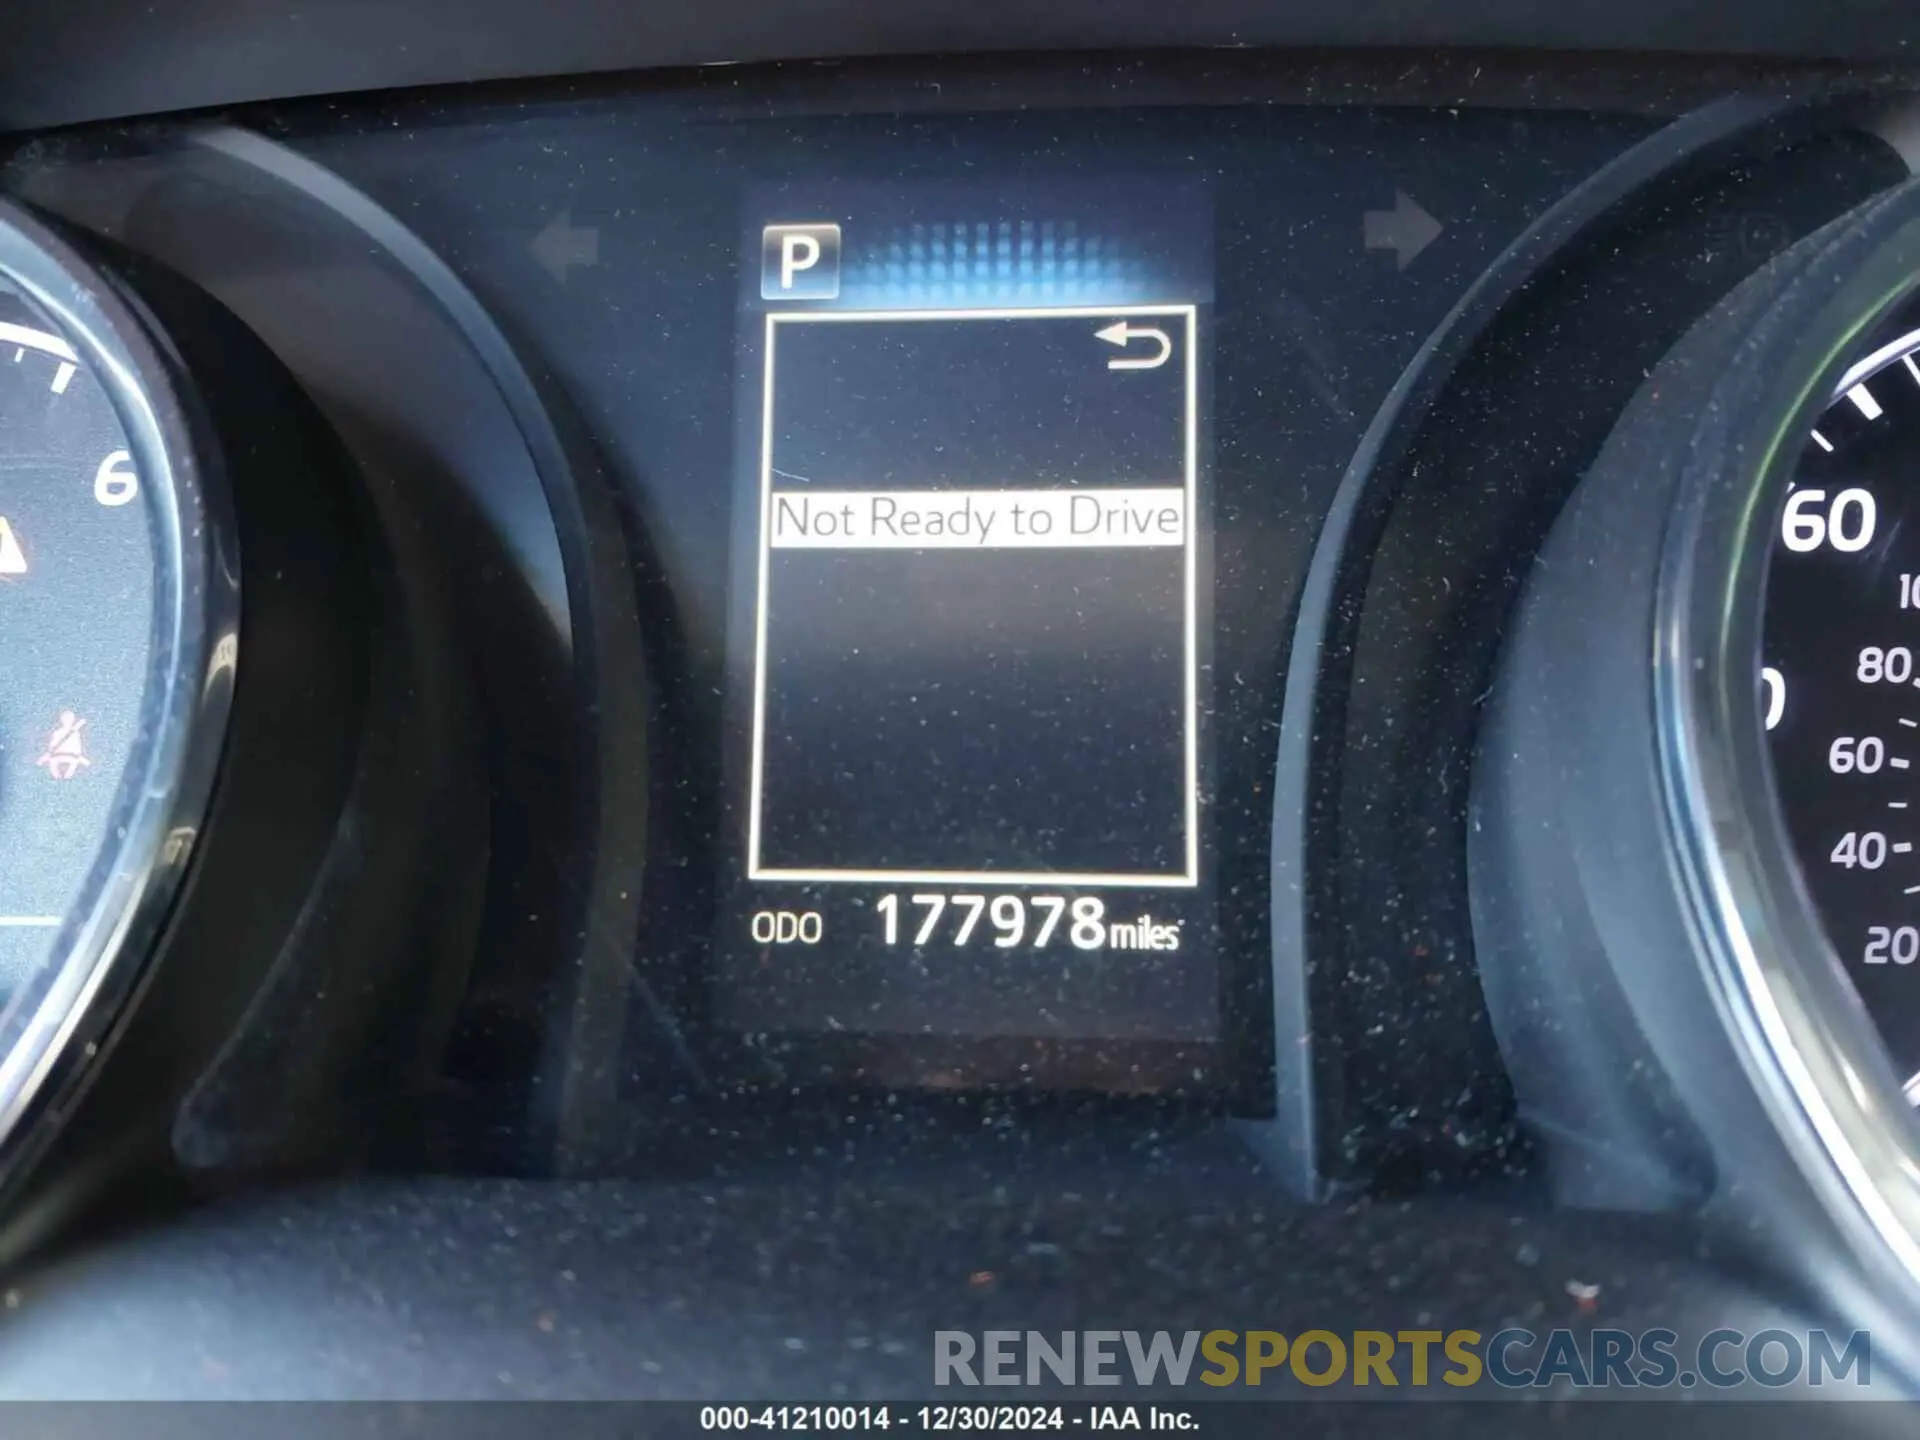 P
6
Not Ready to Drive
60
80
60
40
20
ODO 177978 miles
RENEWSPORTSCARS.COM
000-41210014 - 12/30/2024 - IAA Inc.